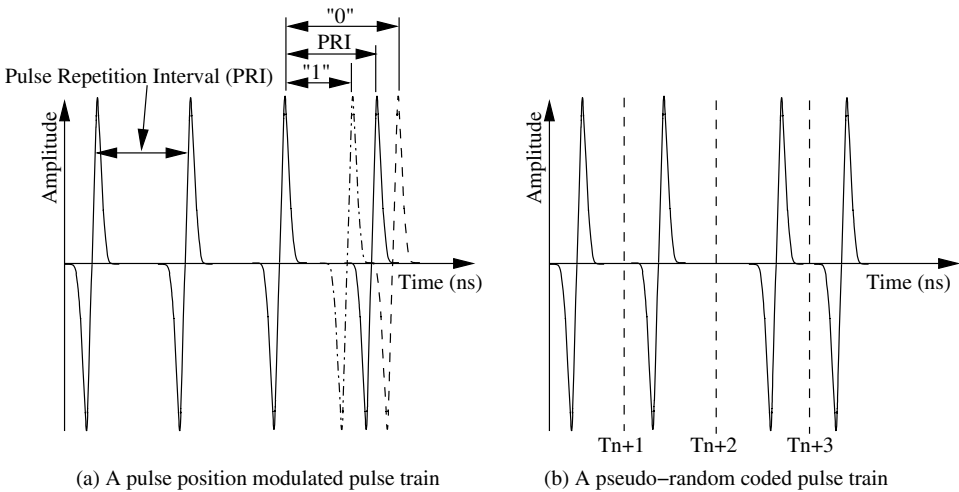 "0"
PRI
"1"
Pulse Repetition Interval (PRI)
Amplitude
Time (ns)
(a) A pulse position modulated pulse train
Amplitude
Time (ns)
Tn+1
Tn+2
Tn+3
(b) A pseudo−random coded pulse train